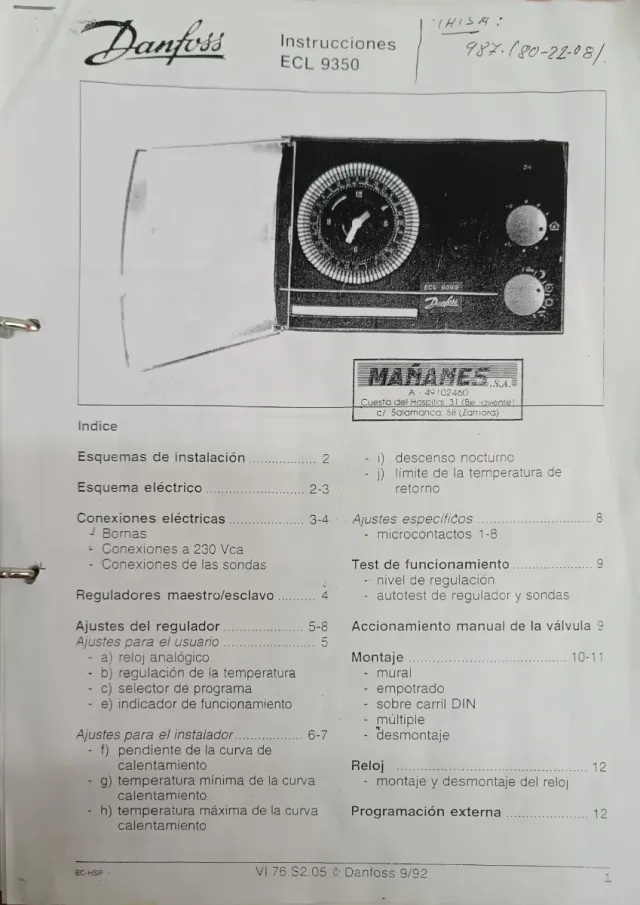 Danfoss
Instrucciones
ECL 9350
IHISA:
987-(80-22-08).
ECL 9350
Danfoss
MAÑANES, S.A.
A - 49102460
Cuesta del Hospital, 31 (Benavente)
c/. Salamanca, 58 (Zamora)
Indice
Esquemas de instalación .................. 2
Esquema eléctrico .......................... 2-3
Conexiones eléctricas .................... 3-4
- Bornas
- Conexiones a 230 Vca
- Conexiones de las sondas
Reguladores maestro/esclavo .......... 4
Ajustes del regulador ..................... 5-8
Ajustes para el usuario .................... 5
- a) reloj analógico
- b) regulación de la temperatura
- c) selector de programa
- e) indicador de funcionamiento
Ajustes para el instalador .................. 6-7
- f) pendiente de la curva de
calentamiento
- g) temperatura mínima de la curva
calentamiento
- h) temperatura máxima de la curva
calentamiento
- i) descenso nocturno
- j) límite de la temperatura de
retorno
Ajustes específicos .............................. 8
- microcontactos 1-8
Test de funcionamiento ..................... 9
- nivel de regulación
- autotest de regulador y sondas
Accionamiento manual de la válvula 9
Montaje .......................................... 10-11
- mural
- empotrado
- sobre carril DIN
- múltiple
- desmontaje
Reloj .................................................. 12
- montaje y desmontaje del reloj
Programación externa ...................... 12
BC-HSP
VI.76.S2.05 © Danfoss 9/92
1